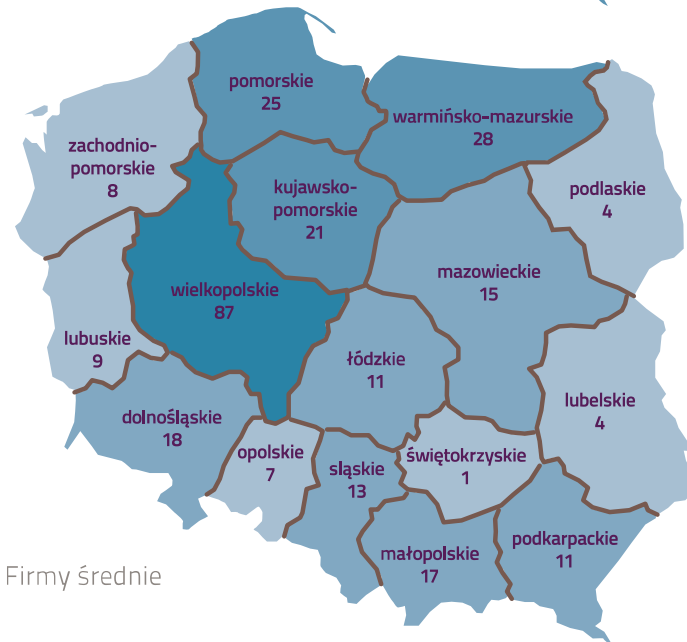 pomorskie
25
warmińsko-mazurskie
28
zachodnio-
pomorskie
8
kujawsko-
pomorskie
21
podlaskie
4
mazowieckie
15
wielkopolskie
87
lubuskie
9
łódzkie
11
lubelskie
4
dolnośląskie
18
opolskie
7
sląskie
13
świętokrzyskie
1
małopolskie
17
podkarpackie
11
Firmy średnie